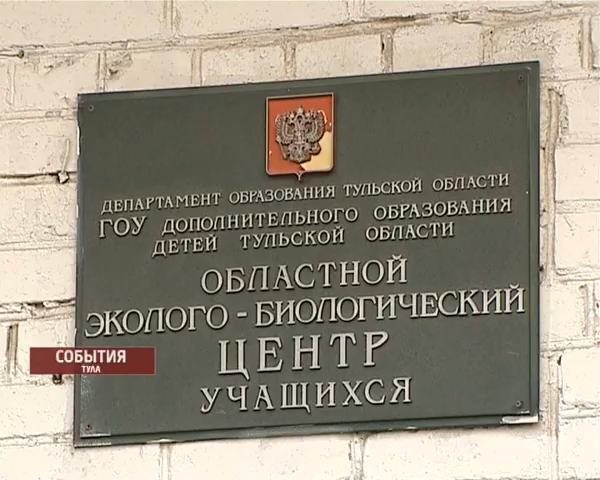 ДЕПАРТАМЕНТ ОБРАЗОВАНИЯ ТУЛЬСКОЙ ОБЛАСТИ
ГОУ ДОПОЛНИТЕЛЬНОГО ОБРАЗОВАНИЯ
ДЕТЕЙ ТУЛЬСКОЙ ОБЛАСТИ
ОБЛАСТНОЙ
ЭКОЛОГО - БИОЛОГИЧЕСКИЙ
ЦЕНТР
УЧАЩИХСЯ
СОБЫТИЯ
ТУЛА